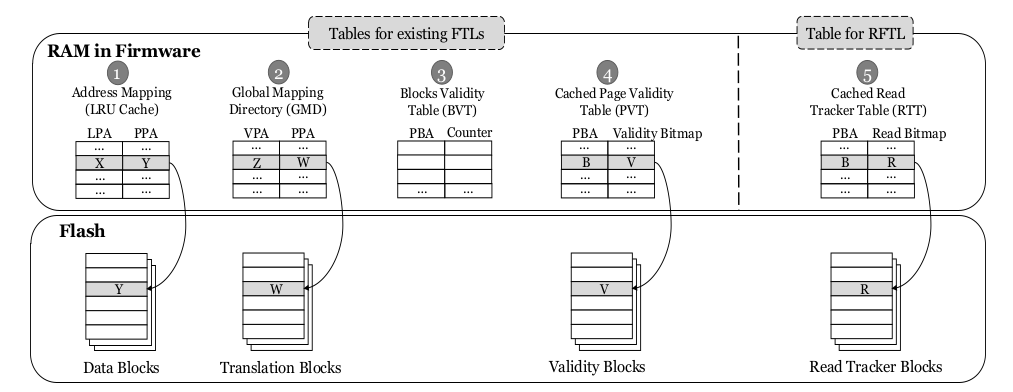 Tables for existing FTLs
Table for RFTL
RAM in Firmware
1
Address Mapping
(LRU Cache)
LPA PPA
... ...
X Y
... ...
... ...
2
Global Mapping
Directory (GMD)
VPA PPA
... ...
Z W
... ...
... ...
3
Blocks Validity
Table (BVT)
PBA Counter
... ...
4
Cached Page Validity
Table (PVT)
PBA Validity Bitmap
... ...
B V
... ...
... ...
5
Cached Read
Tracker Table (RTT)
PBA Read Bitmap
... ...
B R
... ...
... ...
Flash
Y
Data Blocks
W
Translation Blocks
V
Validity Blocks
R
Read Tracker Blocks